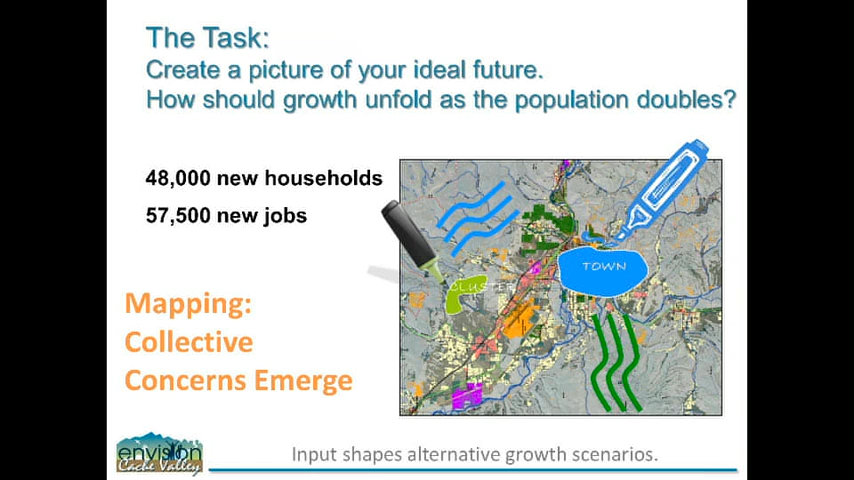 The Task:
Create a picture of your ideal future.
How should growth unfold as the population doubles?
48,000 new households
57,500 new jobs
CLUSTER
TOWN
Mapping:
Collective
Concerns Emerge
envision
Cache Valley
Input shapes alternative growth scenarios.